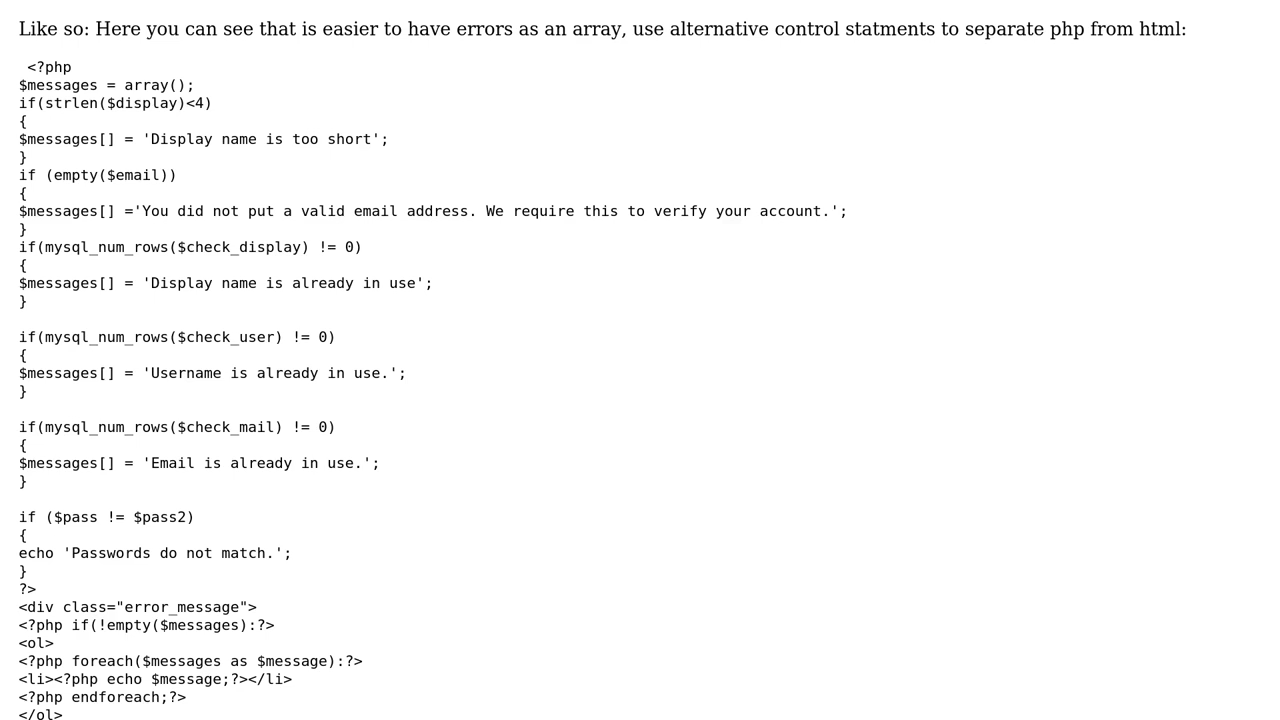 Like so: Here you can see that is easier to have errors as an array, use alternative control statments to separate php from html:
<?php
$messages = array();
if(strlen($display)<4)
{
$messages[] = 'Display name is too short';
}
if (empty($email))
{
$messages[] ='You did not put a valid email address. We require this to verify your account.';
}
if(mysql_num_rows($check_display) != 0)
{
$messages[] = 'Display name is already in use';
}
if(mysql_num_rows($check_user) != 0)
{
$messages[] = 'Username is already in use.';
}
if(mysql_num_rows($check_mail) != 0)
{
$messages[] = 'Email is already in use.';
}
if ($pass != $pass2)
{
echo 'Passwords do not match.';
}
?>
<div class="error_message">
<?php if(!empty($messages):?>
<ol>
<?php foreach($messages as $message):?>
<li><?php echo $message;?></li>
<?php endforeach;?>
</ol>